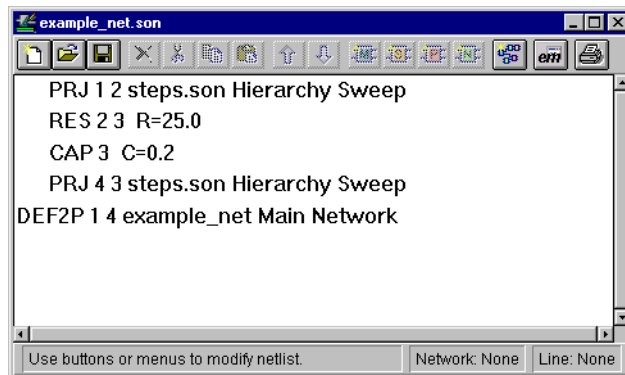 example_net.son
M S P N em
PRJ 1 2 steps.son Hierarchy Sweep
RES 2 3 R=25.0
CAP 3 C=0.2
PRJ 4 3 steps.son Hierarchy Sweep
DEF2P 1 4 example_net Main Network
Use buttons or menus to modify netlist. Network: None Line: None